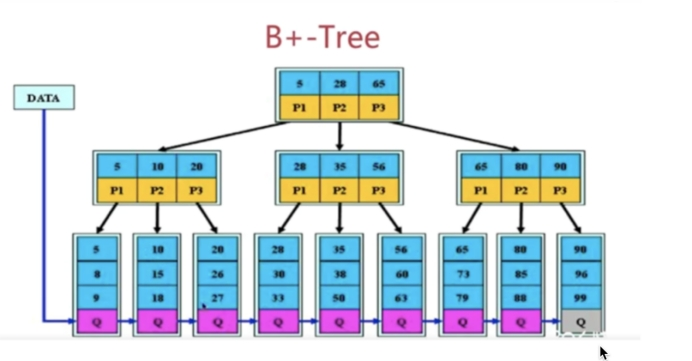 B+-Tree
DATA
5 28 65
P1 P2 P3
5 10 20
P1 P2 P3
28 35 56
P1 P2 P3
65 80 90
P1 P2 P3
5 10 20 28 35 56 65 80 90
8 15 26 30 38 60 73 85 96
9 18 27 33 50 63 79 88 99
Q Q Q Q Q Q Q Q Q